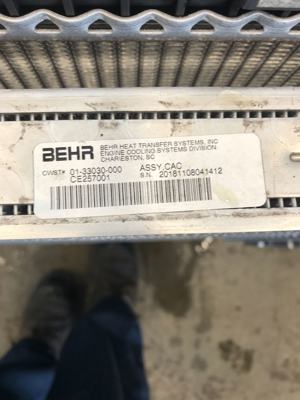 BEHR
BEHR HEAT TRANSFER SYSTEMS, INC
ENGINE COOLING SYSTEMS DIVISION
CHARLESTON, SC
CWST# 01-33030-000 ASSY,CAC
CE257001 S.N. 20181108041412